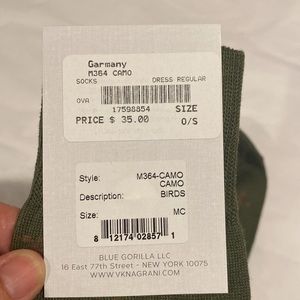 Garmany
M364 CAMO
SOCKS DRESS REGULAR
OVA
17598854 SIZE
PRICE $ 35.00 O/S
Style: M364-CAMO
CAMO
Description: BIRDS
Size: MC
8 12174 02857 1
BLUE GORILLA LLC
16 East 77th Street - NEW YORK 10075
WWW.VKNAGRANI.COM